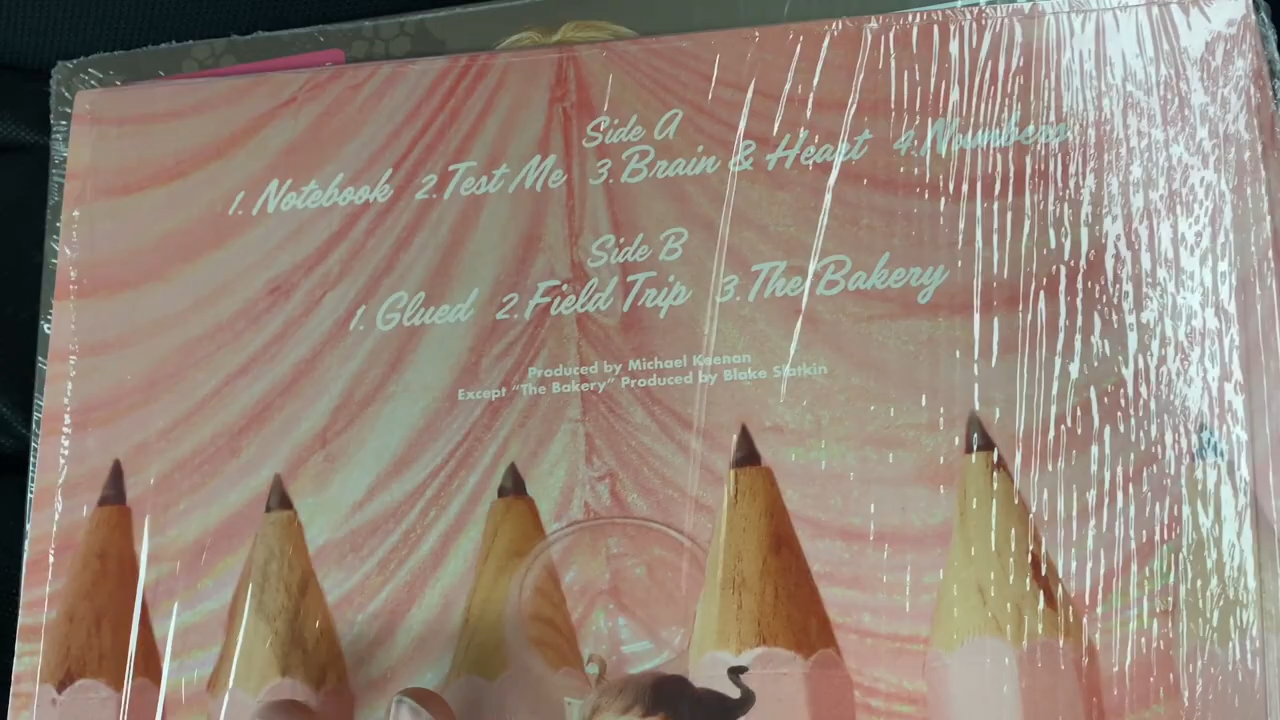 Side A
1. Notebook 2. Test Me 3. Brain & Heart 4. Numbers
Side B
1. Glued 2. Field Trip 3. The Bakery
Produced by Michael Keenan
Except "The Bakery" Produced by Blake Slatkin